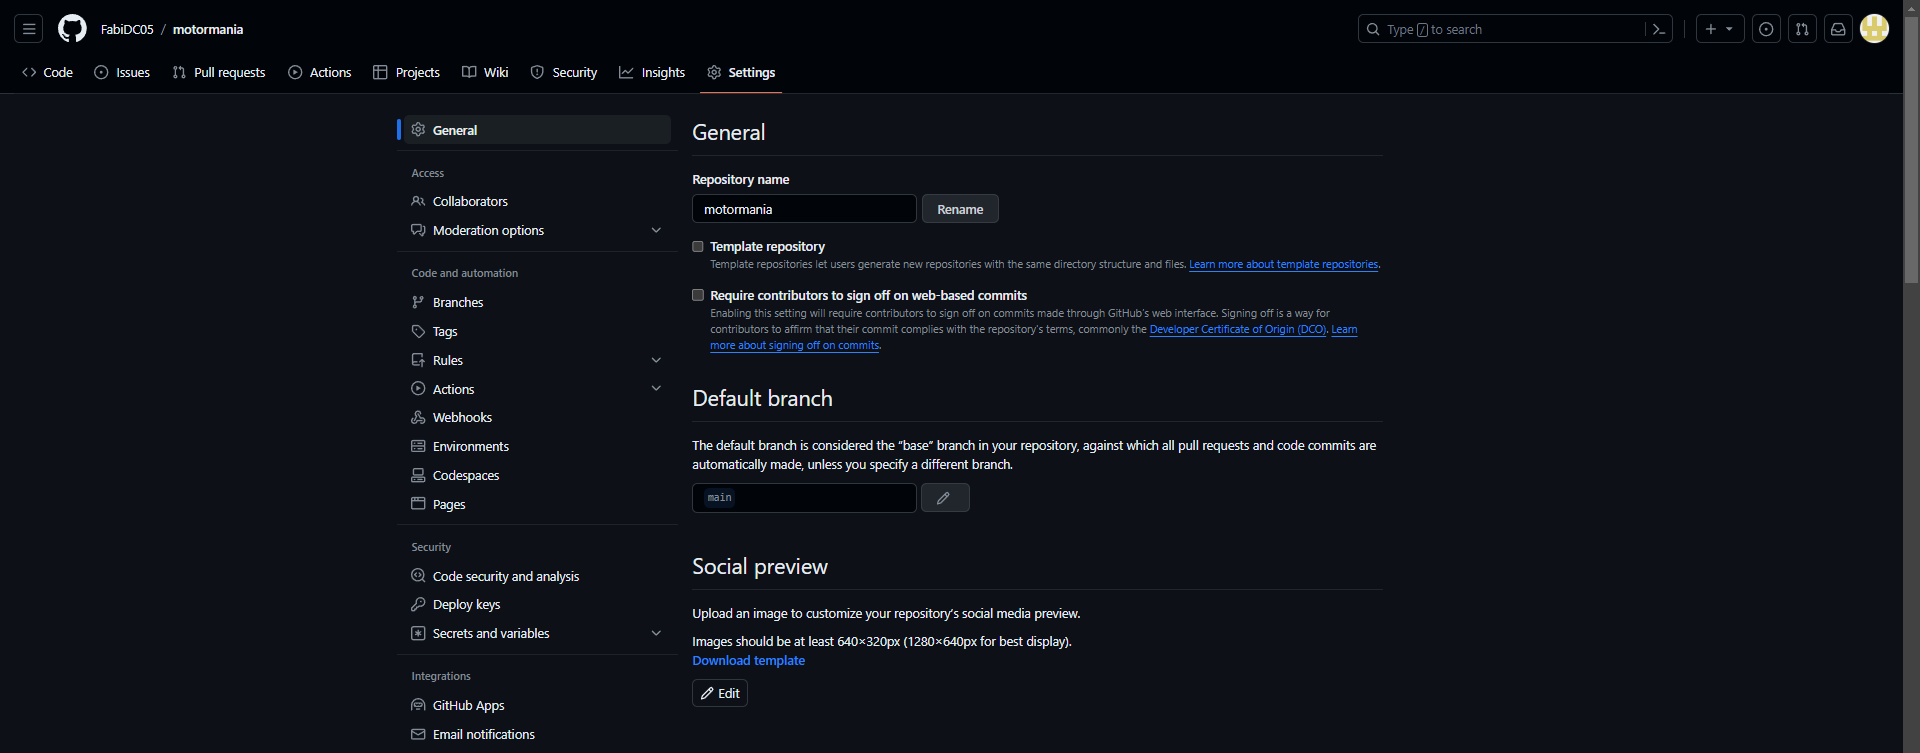 FabiDC05 / motormania
Type / to search
Code Issues Pull requests Actions Projects Wiki Security Insights Settings
General
Access
Collaborators
Moderation options
Code and automation
Branches
Tags
Rules
Actions
Webhooks
Environments
Codespaces
Pages
Security
Code security and analysis
Deploy keys
Secrets and variables
Integrations
GitHub Apps
Email notifications
General
Repository name
motormania Rename
Template repository
Template repositories let users generate new repositories with the same directory structure and files. Learn more about template repositories.
Require contributors to sign off on web-based commits
Enabling this setting will require contributors to sign off on commits made through GitHub's web interface. Signing off is a way for
contributors to affirm that their commit complies with the repository's terms, commonly the Developer Certificate of Origin (DCO). Learn
more about signing off on commits.
Default branch
The default branch is considered the “base” branch in your repository, against which all pull requests and code commits are
automatically made, unless you specify a different branch.
main
Social preview
Upload an image to customize your repository’s social media preview.
Images should be at least 640×320px (1280×640px for best display).
Download template
Edit